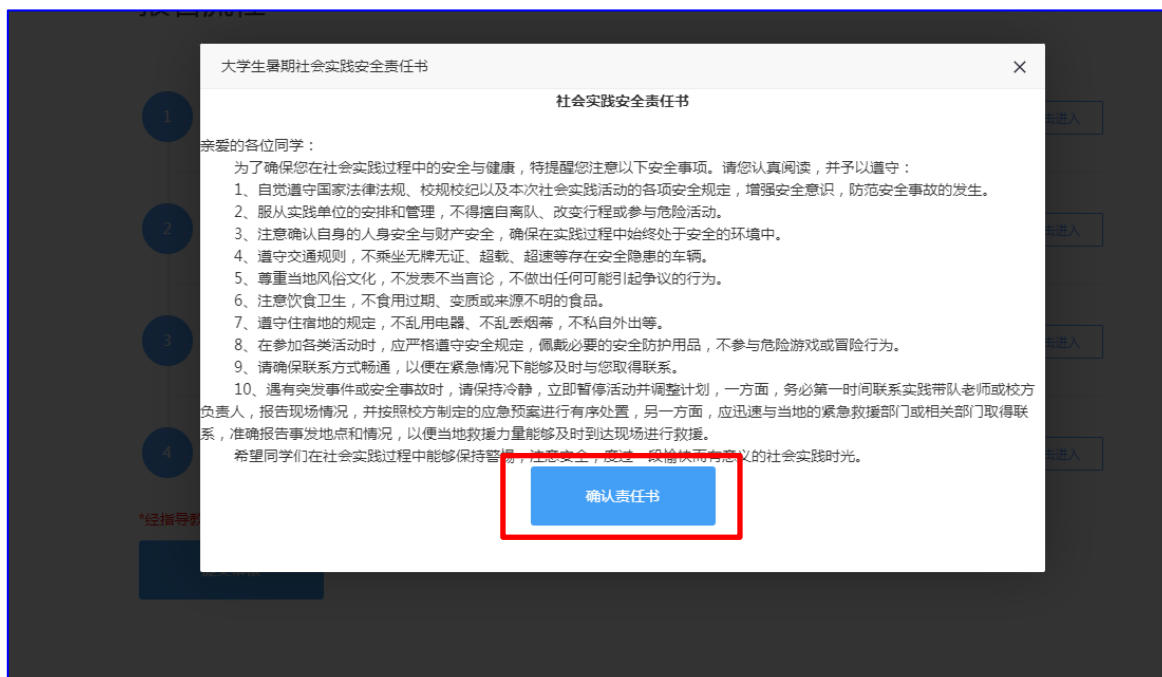 报名流程
大学生暑期社会实践安全责任书
社会实践安全责任书
亲爱的各位同学：
为了确保您在社会实践过程中的安全与健康，特提醒您注意以下安全事项。请您认真阅读，并予以遵守：
1、自觉遵守国家法律法规、校规校纪以及本次社会实践活动的各项安全规定，增强安全意识，防范安全事故的发生。
2、服从实践单位的安排和管理，不得擅自离队、改变行程或参与危险活动。
3、注意确认自身的人身安全与财产安全，确保在实践过程中始终处于安全的环境中。
4、遵守交通规则，不乘坐无牌无证、超载、超速等存在安全隐患的车辆。
5、尊重当地风俗文化，不发表不当言论，不做出任何可能引起争议的行为。
6、注意饮食卫生，不食用过期、变质或来源不明的食品。
7、遵守住宿地的规定，不乱用电器、不乱丢烟蒂，不私自外出等。
8、在参加各类活动时，应严格遵守安全规定，佩戴必要的安全防护用品，不参与危险游戏或冒险行为。
9、请确保联系方式畅通，以便在紧急情况下能够及时与您取得联系。
10、遇有突发事件或安全事故时，请保持冷静，立即暂停活动并调整计划，一方面，务必第一时间联系实践带队老师或校方
负责人，报告现场情况，并按照校方制定的应急预案进行有序处置，另一方面，应迅速与当地的紧急救援部门或相关部门取得联
系，准确报告事发地点和情况，以便当地救援力量能够及时到达现场进行救援。
希望同学们在社会实践过程中能够保持警惕，注意安全，度过一段愉快而有意义的社会实践时光。
确认责任书
1
击进入
2
击进入
3
击进入
4
击进入
*经指导教